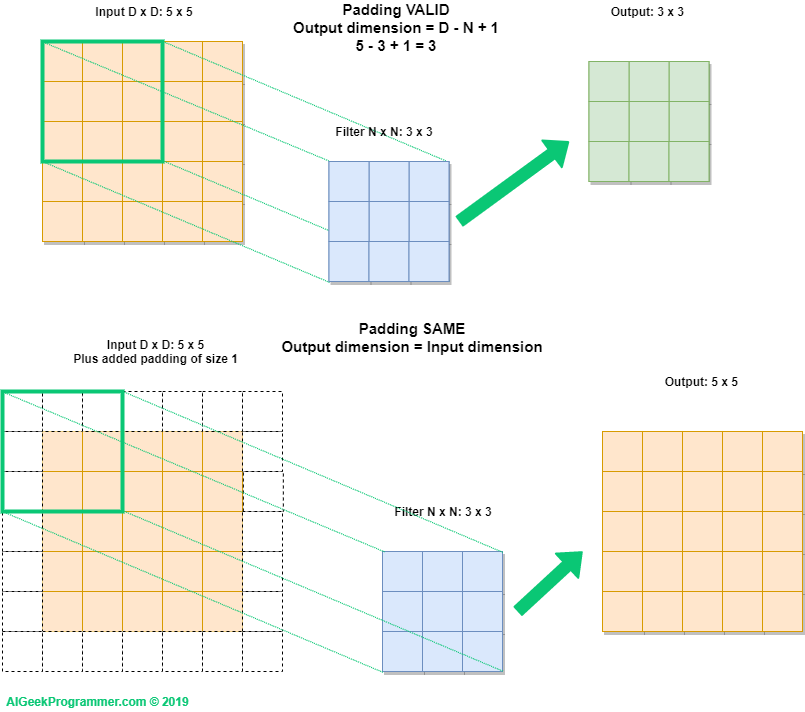 Input D x D: 5 x 5
Padding VALID
Output dimension = D - N + 1
5 - 3 + 1 = 3
Output: 3 x 3
Filter N x N: 3 x 3
Padding SAME
Output dimension = Input dimension
Input D x D: 5 x 5
Plus added padding of size 1
Output: 5 x 5
Filter N x N: 3 x 3
AIGeekProgrammer.com © 2019